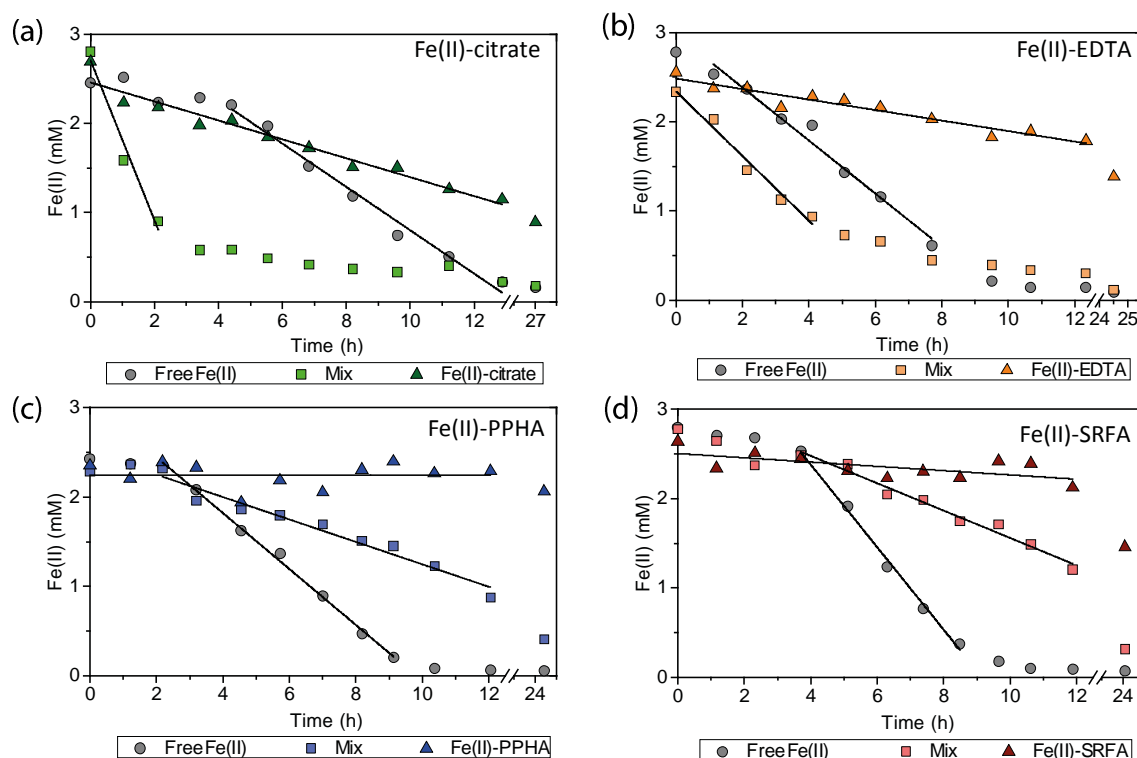 (a)
Fe(II)-citrate
3
2
1
0
Fe(II) (mM)
0 2 4 6 8 10 12 27
Time (h)
Free Fe(II) Mix Fe(II)-citrate
(b)
Fe(II)-EDTA
3
2
1
0
Fe(II) (mM)
0 2 4 6 8 10 12 24 25
Time (h)
Free Fe(II) Mix Fe(II)-EDTA
(c)
Fe(II)-PPHA
3
2
1
0
Fe(II) (mM)
0 2 4 6 8 10 12 24
Time (h)
Free Fe(II) Mix Fe(II)-PPHA
(d)
Fe(II)-SRFA
3
2
1
0
Fe(II) (mM)
0 2 4 6 8 10 12 24
Time (h)
Free Fe(II) Mix Fe(II)-SRFA